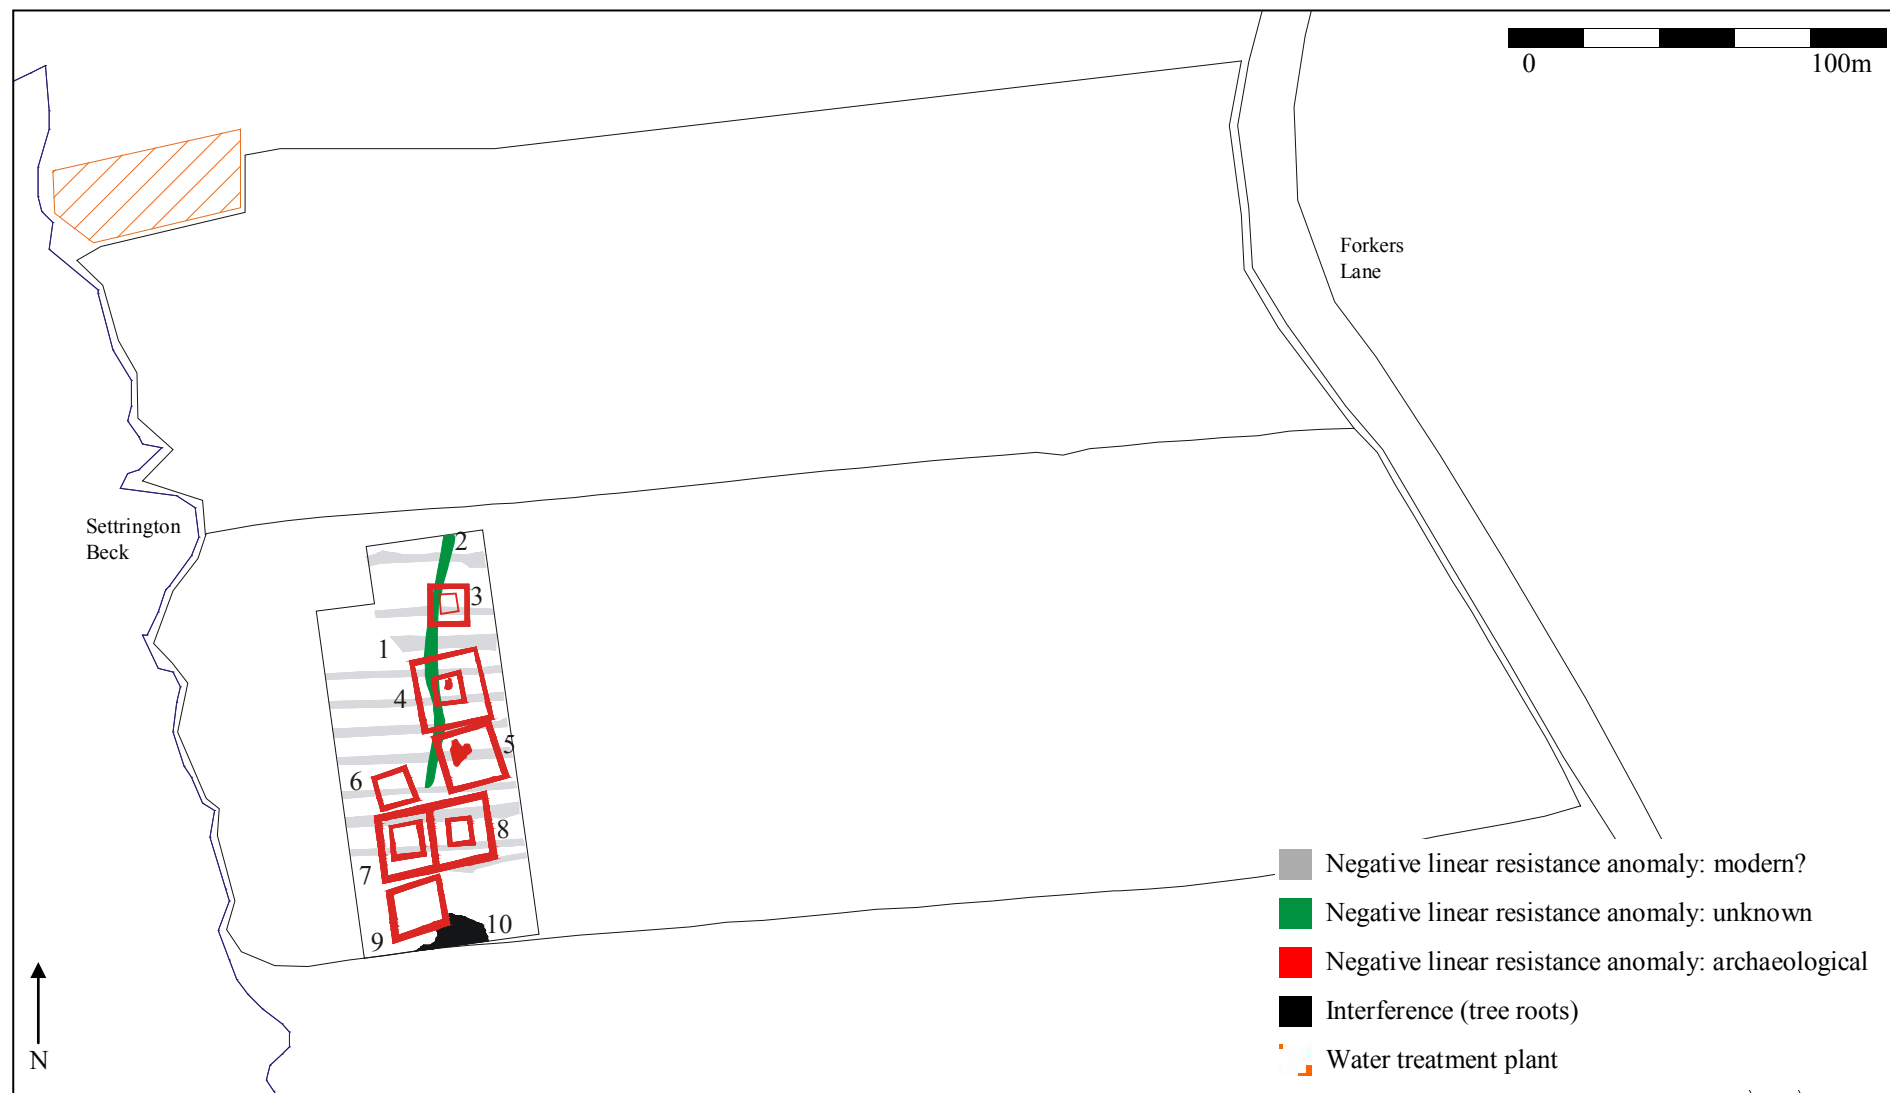 0 100m
Forkers
Lane
Settrington
Beck
2
3
1
4
5
6
8
7
10
9
N
Negative linear resistance anomaly: modern?
Negative linear resistance anomaly: unknown
Negative linear resistance anomaly: archaeological
Interference (tree roots)
Water treatment plant